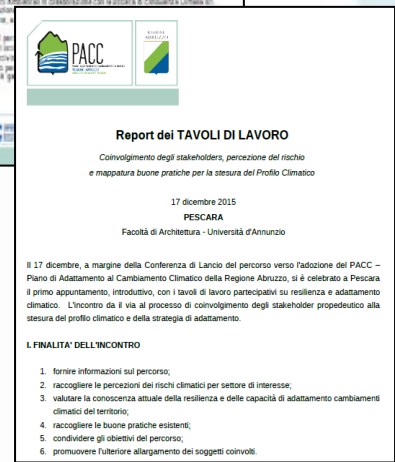 PACC
REGIONE
ABRUZZO
Report dei TAVOLI DI LAVORO
Coinvolgimento degli stakeholders, percezione del rischio
e mappatura buone pratiche per la stesura del Profilo Climatico
17 dicembre 2015
PESCARA
Facoltà di Architettura - Università d'Annunzio
Il 17 dicembre, a margine della Conferenza di Lancio del percorso verso l'adozione del PACC –
Piano di Adattamento al Cambiamento Climatico della Regione Abruzzo, si è celebrato a Pescara
il primo appuntamento, introduttivo, con i tavoli di lavoro partecipativi su resilienza e adattamento
climatico. L'incontro da il via al processo di coinvolgimento degli stakeholder propedeutico alla
stesura del profilo climatico e della strategia di adattamento.
I. FINALITA' DELL'INCONTRO
1. fornire informazioni sul percorso;
2. raccogliere le percezioni dei rischi climatici per settore di interesse;
3. valutare la conoscenza attuale della resilienza e delle capacità di adattamento cambiamenti
climatici del territorio;
4. raccogliere le buone pratiche esistenti;
5. condividere gli obiettivi del percorso;
6. promuovere l'ulteriore allargamento dei soggetti coinvolti.